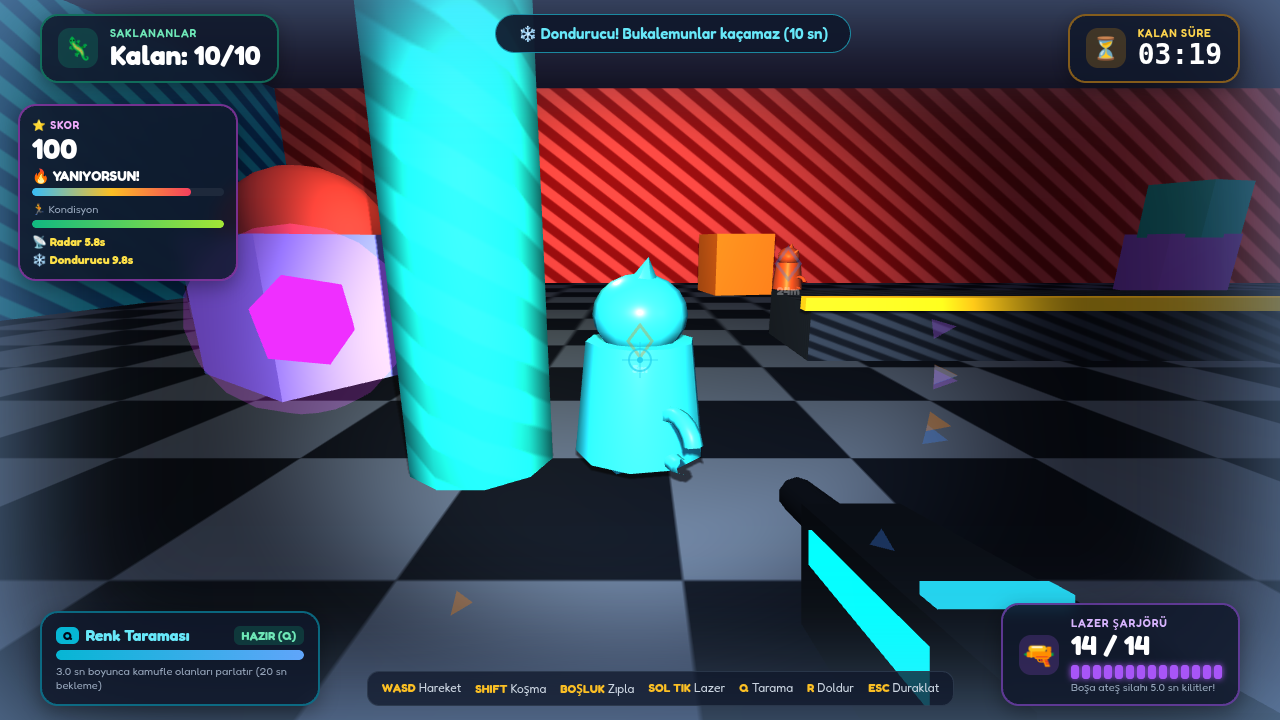 SAKLANANLAR
Kalan: 10/10
❄️ Dondurucu! Bukalemunlar kaçamaz (10 sn)
KALAN SÜRE
03:19
⭐ SKOR
100
🔥 YANIYORSUN!
🏃 Kondisyon
📡 Radar 5.8s
❄️ Dondurucu 9.8s
24m
Q Renk Taraması HAZIR (Q)
3.0 sn boyunca kamufle olanları parlatır (20 sn
bekleme)
WASD Hareket SHIFT Koşma BOŞLUK Zıpla SOL TIK Lazer Q Tarama R Doldur ESC Duraklat
LAZER ŞARJÖRÜ
14 / 14
Boşa ateş silahı 5.0 sn kilitler!